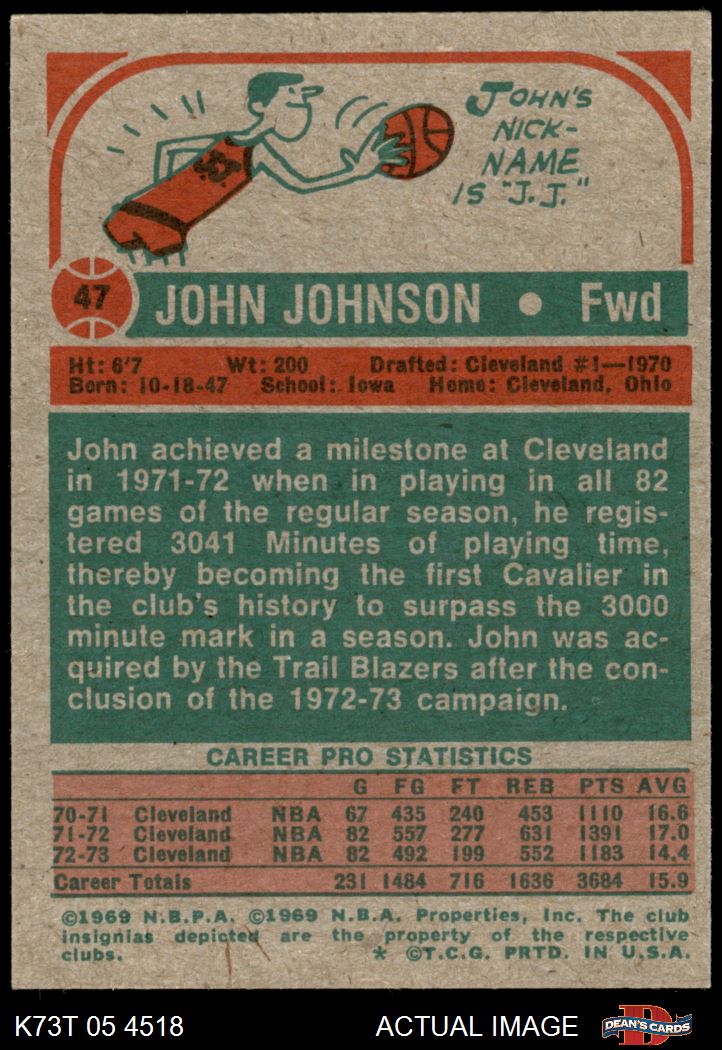 JOHN'S
NICK-
NAME
IS "J.J."
47 JOHN JOHNSON • Fwd
Ht: 6'7 Wt: 200 Drafted: Cleveland #1—1970
Born: 10-18-47 School: Iowa Home: Cleveland, Ohio
John achieved a milestone at Cleveland
in 1971-72 when in playing in all 82
games of the regular season, he regis-
tered 3041 Minutes of playing time,
thereby becoming the first Cavalier in
the club's history to surpass the 3000
minute mark in a season. John was ac-
quired by the Trail Blazers after the con-
clusion of the 1972-73 campaign.
CAREER PRO STATISTICS
G FG FT REB PTS AVG
70-71 Cleveland NBA 67 435 240 453 1110 16.6
71-72 Cleveland NBA 82 557 277 631 1391 17.0
72-73 Cleveland NBA 82 492 199 552 1183 14.4
Career Totals 231 1484 716 1636 3684 15.9
©1969 N.B.P.A. ©1969 N.B.A. Properties, Inc. The club
insignias depicted are the property of the respective
clubs. * ©T.C.G. PRTD. IN U.S.A.
K73T 05 4518 ACTUAL IMAGE D DEAN'S CARDS